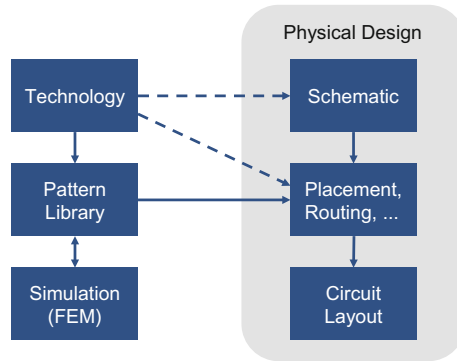 Physical Design
Technology
Schematic
Pattern
Library
Placement,
Routing, ...
Simulation
(FEM)
Circuit
Layout